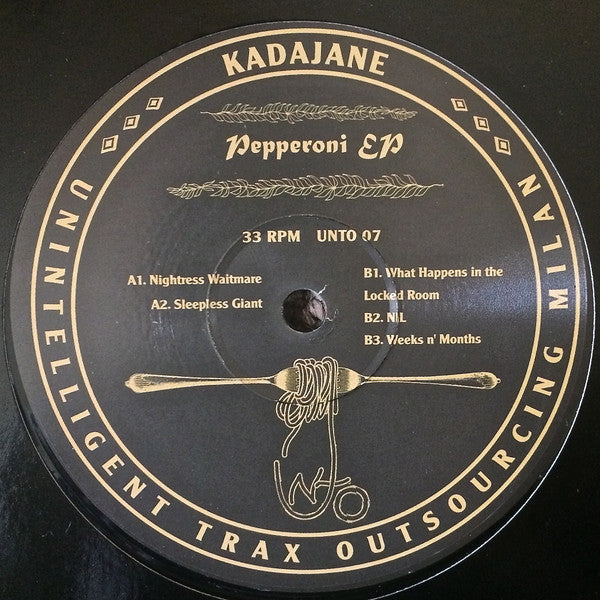 KADAJANE
Pepperoni EP
33 RPM UNTO 07
A1. Nightress Waitmare
A2. Sleepless Giant
B1. What Happens in the
Locked Room
B2. NIL
B3. Weeks n' Months
UNTO
UNINTELLIGENT TRAX OUTSOURCING MILAN